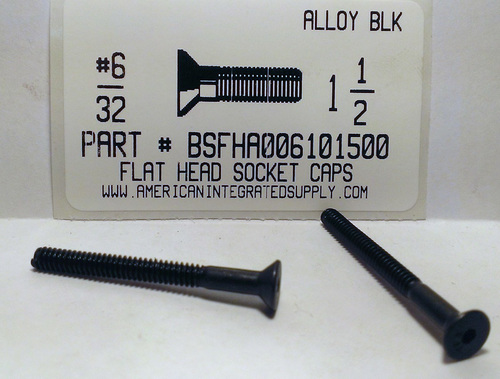 ALLOY BLK
#6
32
1 1
2
PART # BSFHA006101500
FLAT HEAD SOCKET CAPS
WWW.AMERICANINTEGRATEDSUPPLY.COM